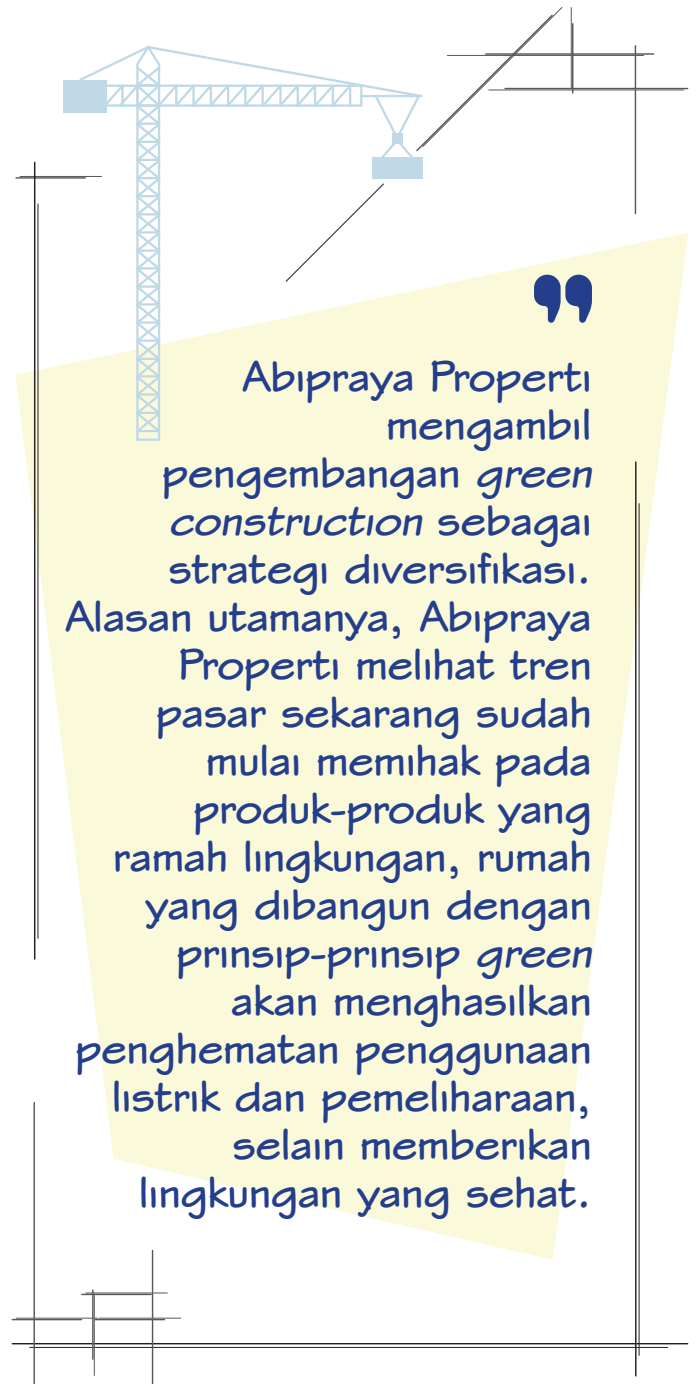 ”
Abipraya Properti
mengambil
pengembangan green
construction sebagai
strategi diversifikasi.
Alasan utamanya, Abipraya
Properti melihat tren
pasar sekarang sudah
mulai memihak pada
produk-produk yang
ramah lingkungan, rumah
yang dibangun dengan
prinsip-prinsip green
akan menghasilkan
penghematan penggunaan
listrik dan pemeliharaan,
selain memberikan
lingkungan yang sehat.